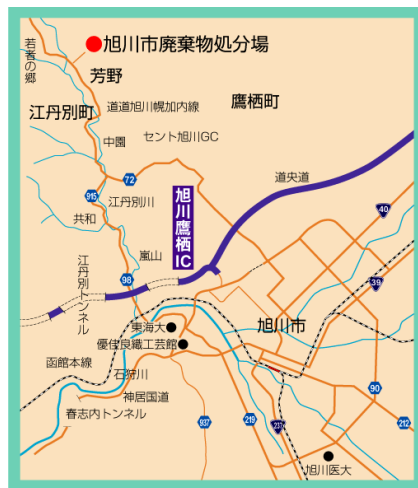 旭川市廃棄物処分場
若者の郷
芳野
江丹別町
道道旭川幌加内線
鷹栖町
中園
セント旭川GC
72
道央道
915
江丹別川
旭川鷹栖IC
40
共和
嵐山
江丹別トンネル
98
39
東海大
旭川市
優佳良織工芸館
函館本線
石狩川
神居国道
90
春志内トンネル
937
219
237
212
旭川医大